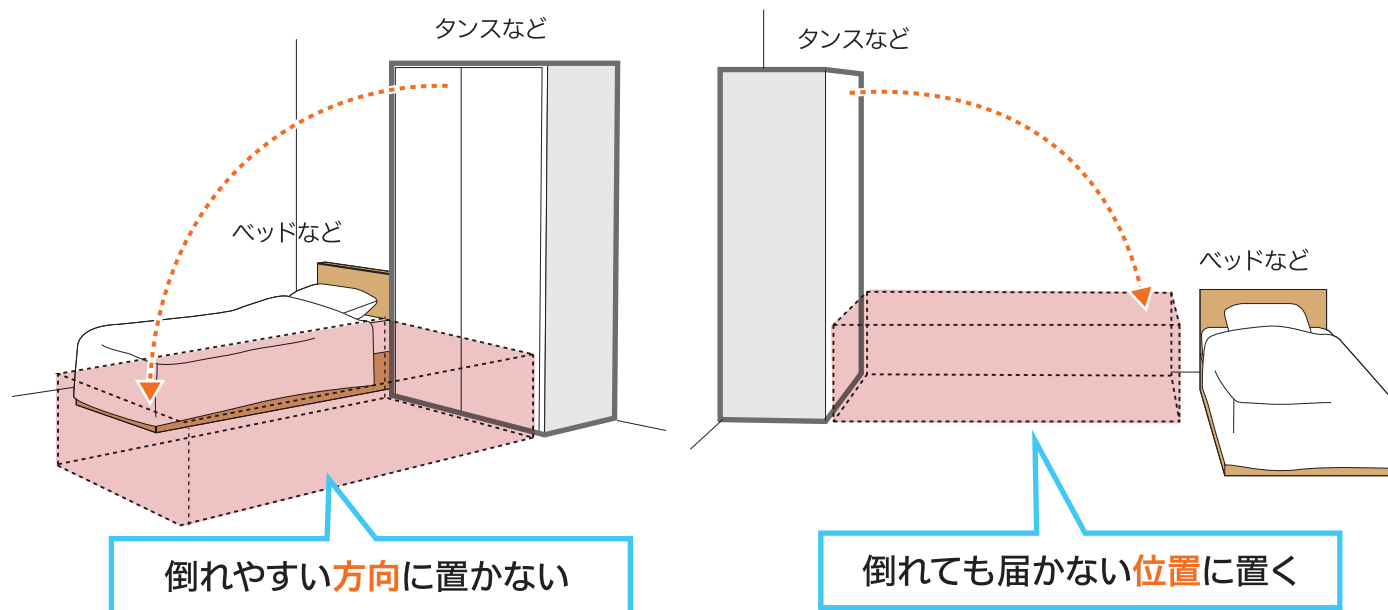 タンスなど
ベッドなど
倒れやすい方向に置かない
タンスなど
ベッドなど
倒れても届かない位置に置く